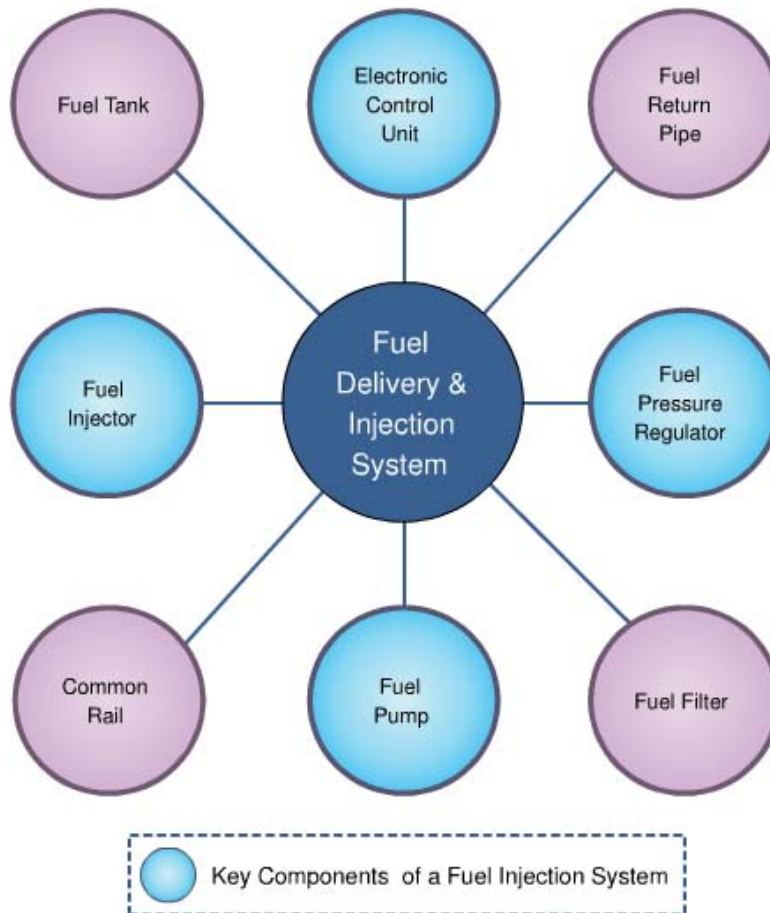 Fuel Tank
Electronic
Control
Unit
Fuel
Return
Pipe
Fuel
Injector
Fuel
Delivery &
Injection
System
Fuel
Pressure
Regulator
Common
Rail
Fuel
Pump
Fuel Filter
Key Components of a Fuel Injection System